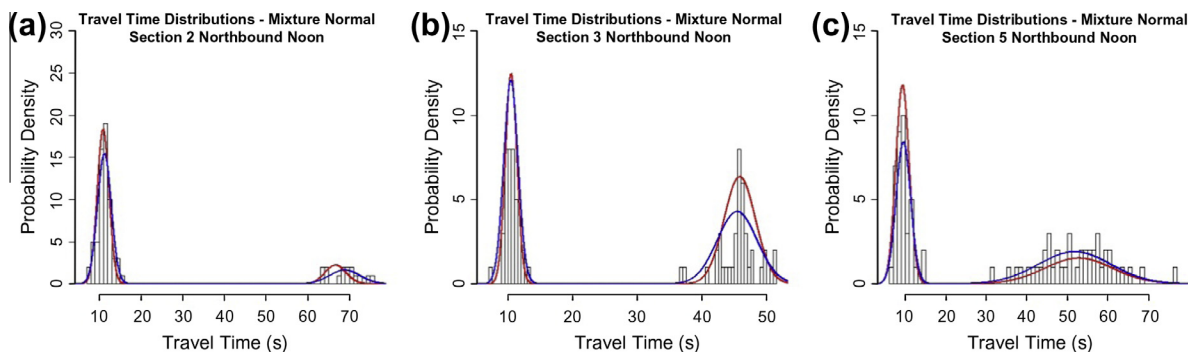 (a)
Travel Time Distributions - Mixture Normal
Section 2 Northbound Noon
Probability Density
30
25
20
15
10
5
0
10 20 30 40 50 60 70
Travel Time (s)
(b)
Travel Time Distributions - Mixture Normal
Section 3 Northbound Noon
Probability Density
15
10
5
0
10 20 30 40 50
Travel Time (s)
(c)
Travel Time Distributions - Mixture Normal
Section 5 Northbound Noon
Probability Density
15
10
5
0
10 20 30 40 50 60 70
Travel Time (s)